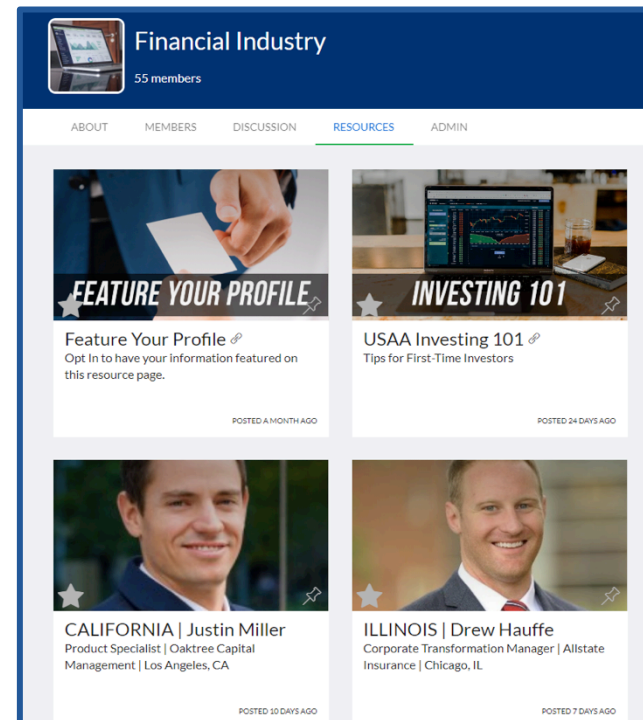 Financial Industry
55 members
ABOUT MEMBERS DISCUSSION RESOURCES ADMIN
FEATURE YOUR PROFILE
Feature Your Profile
Opt In to have your information featured on
this resource page.
POSTED A MONTH AGO
INVESTING 101
USAA Investing 101
Tips for First-Time Investors
POSTED 24 DAYS AGO
CALIFORNIA | Justin Miller
Product Specialist | Oaktree Capital
Management | Los Angeles, CA
POSTED 10 DAYS AGO
ILLINOIS | Drew Hauffe
Corporate Transformation Manager | Allstate
Insurance | Chicago, IL
POSTED 7 DAYS AGO